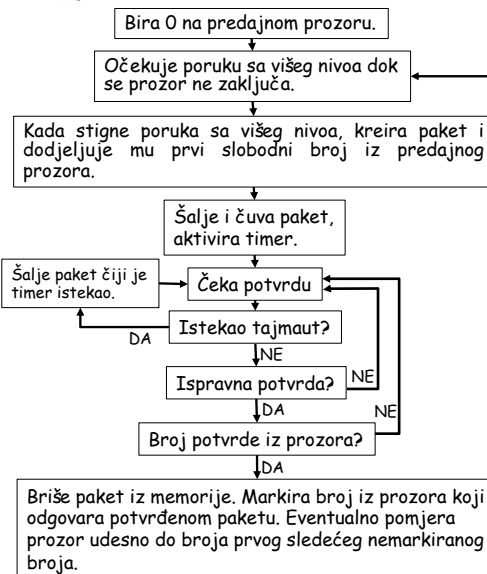 Bira 0 na predajnom prozoru.
Očekuje poruku sa višeg nivoa dok
se prozor ne zaključa.
Kada stigne poruka sa višeg nivoa, kreira paket i
dodjeljuje mu prvi slobodni broj iz predajnog
prozora.
Šalje i čuva paket,
aktivira timer.
Šalje paket čiji je
timer istekao.
Čeka potvrdu
Istekao tajmaut?
DA
NE
Ispravna potvrda?
NE
DA
Broj potvrde iz prozora?
NE
DA
Briše paket iz memorije. Markira broj iz prozora koji
odgovara potvrđenom paketu. Eventualno pomjera
prozor udesno do broja prvog sledećeg nemarkiranog
broja.